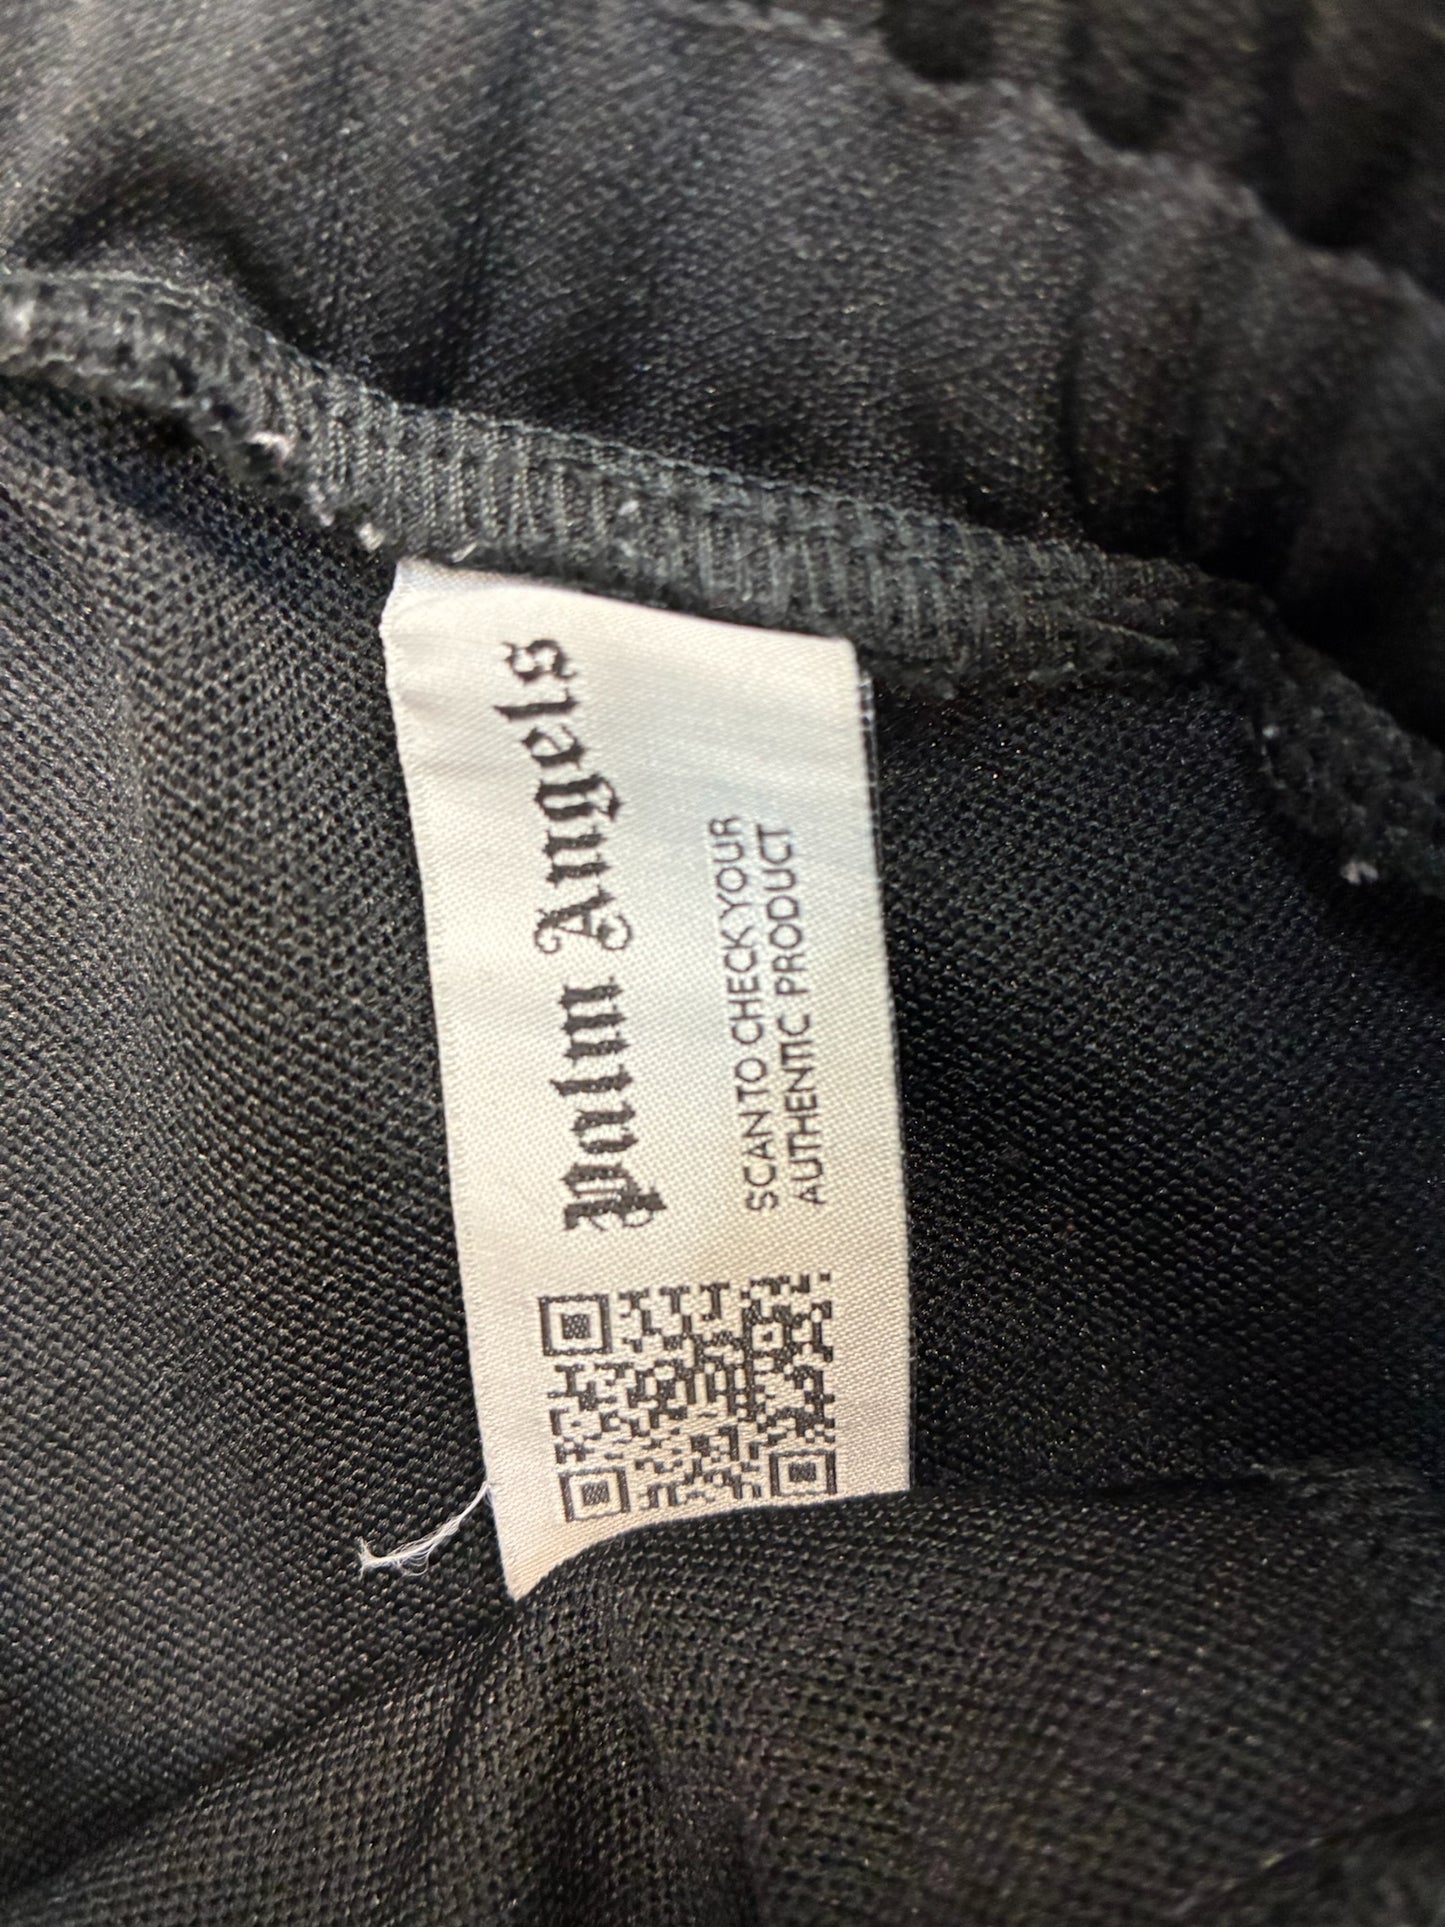 Palm Angels
SCAN TO CHECK YOUR
AUTHENTIC PRODUCT